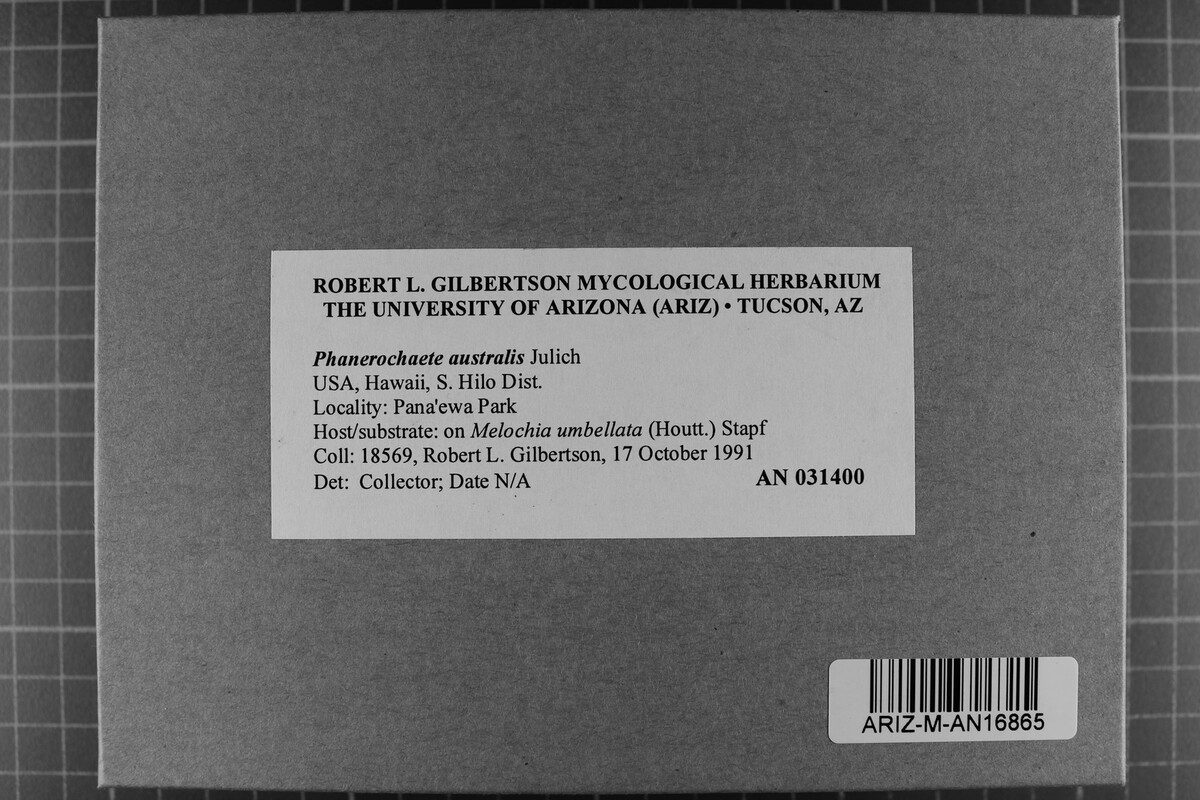 ROBERT L. GILBERTSON MYCOLOGICAL HERBARIUM
THE UNIVERSITY OF ARIZONA (ARIZ) • TUCSON, AZ
Phanerochaete australis Julich
USA, Hawaii, S. Hilo Dist.
Locality: Pana'ewa Park
Host/substrate: on Melochia umbellata (Houtt.) Stapf
Coll: 18569, Robert L. Gilbertson, 17 October 1991
Det: Collector; Date N/A AN 031400
ARIZ-M-AN16865